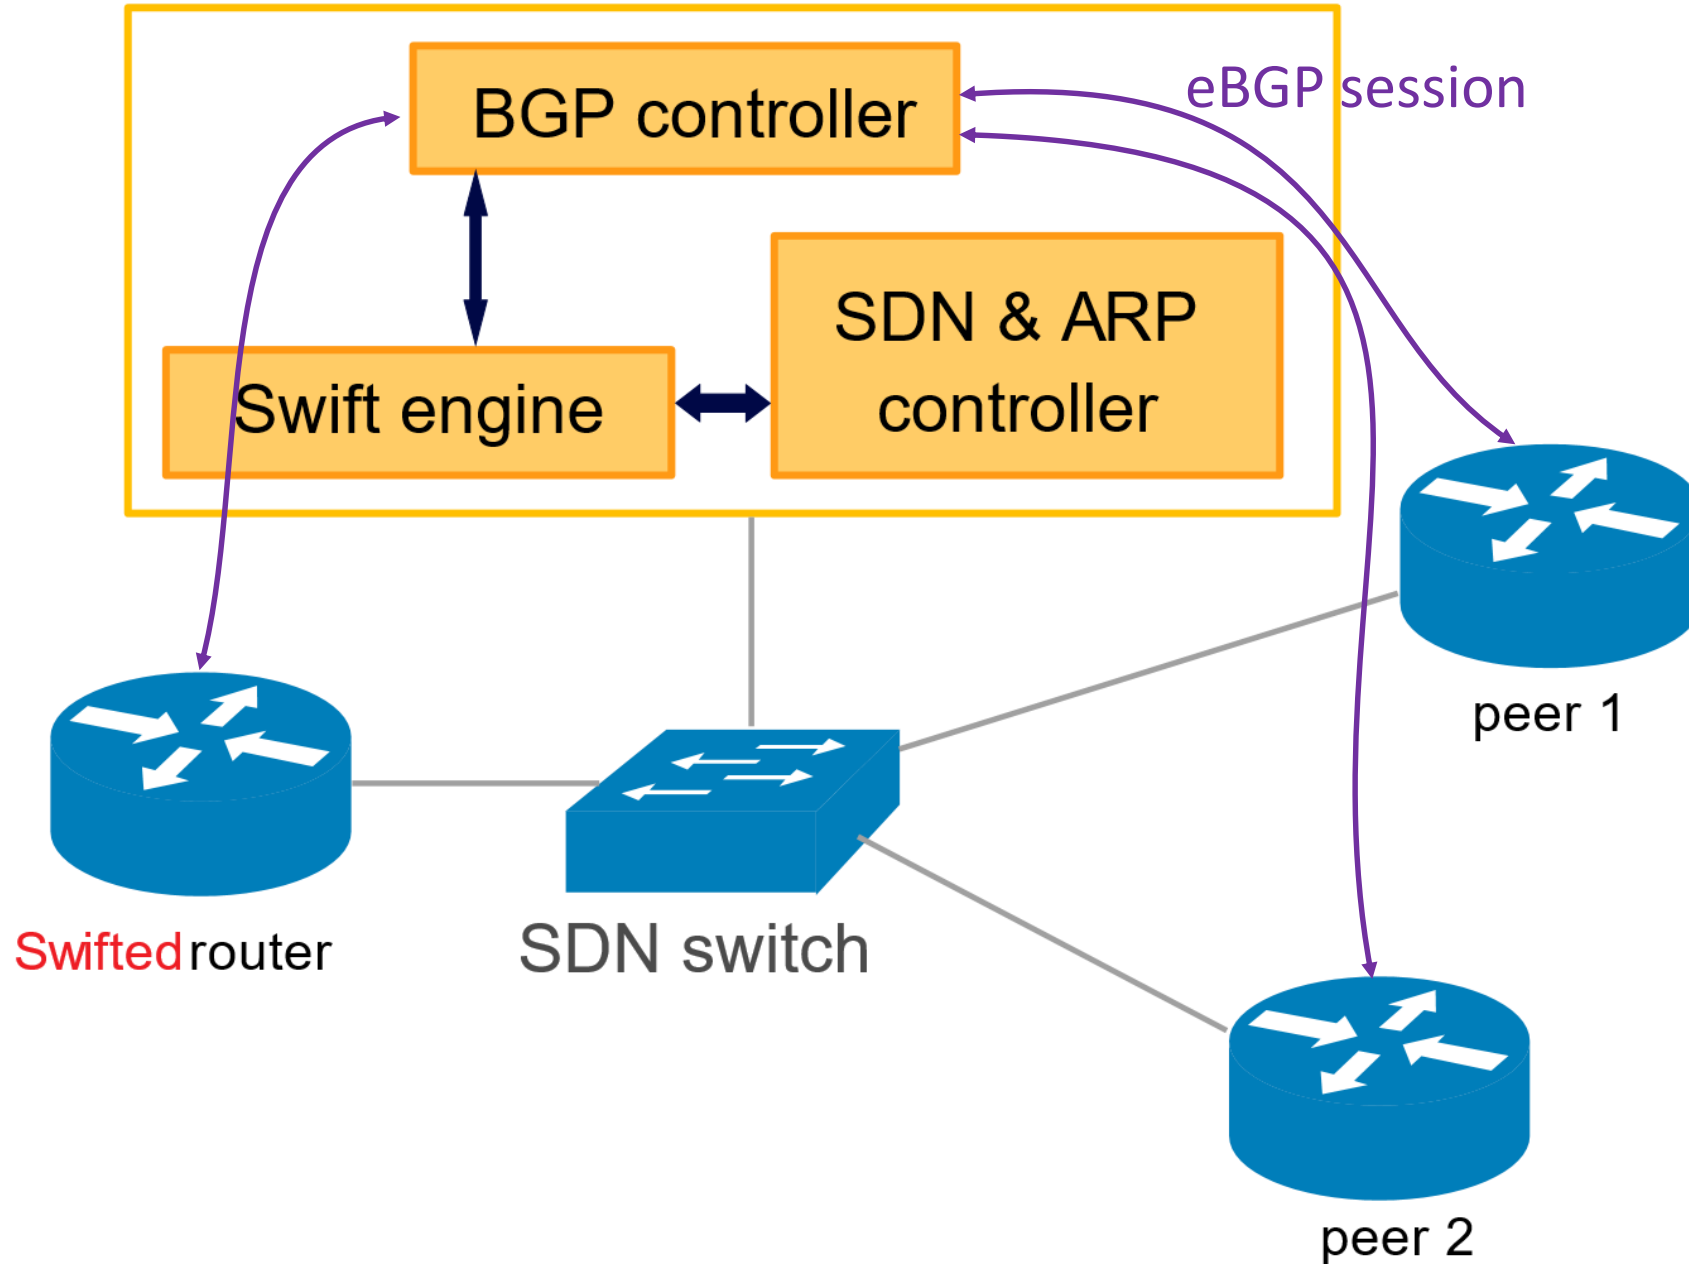 BGP controller
eBGP session
SDN & ARP
controller
Swift engine
peer 1
Swifted router
SDN switch
peer 2